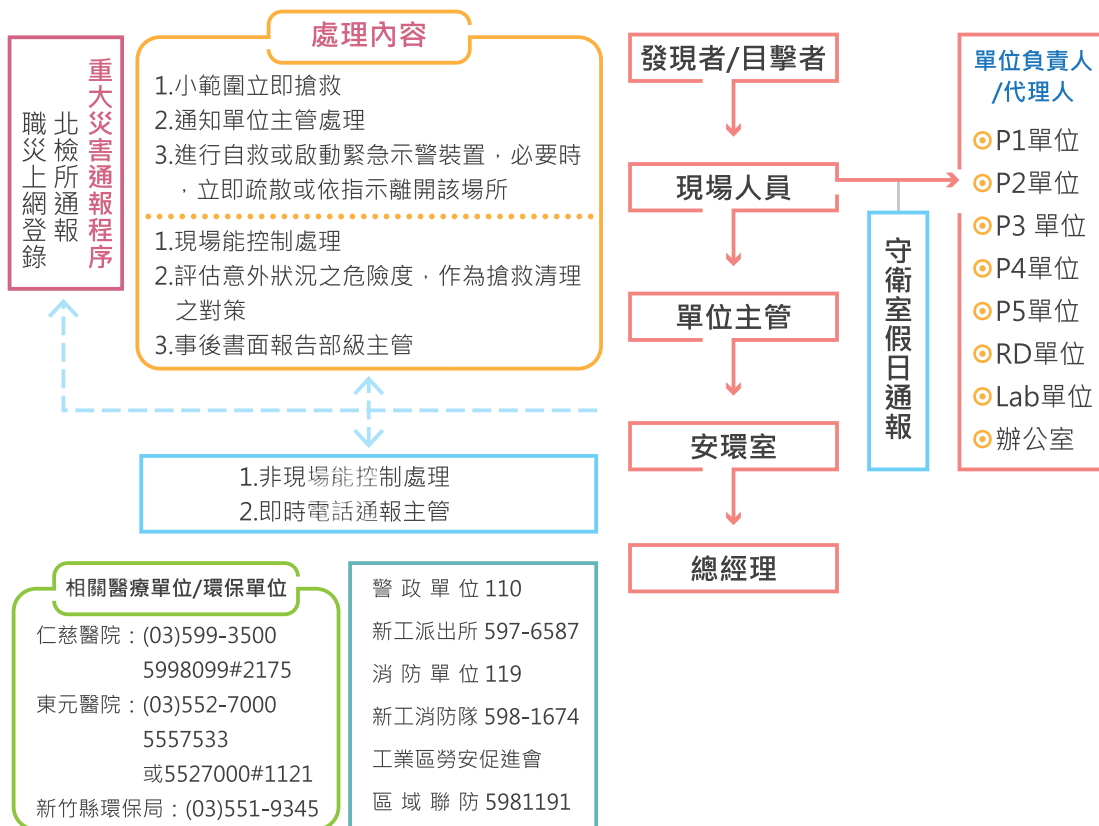 重大災害通報程序
北檢所通報
職災上網登錄
處理內容
1.小範圍立即搶救
2.通知單位主管處理
3.進行自救或啟動緊急示警裝置，必要時
，立即疏散或依指示離開該場所
1.現場能控制處理
2.評估意外狀況之危險度，作為搶救清理
之對策
3.事後書面報告部級主管
1.非現場能控制處理
2.即時電話通報主管
發現者/目擊者
現場人員
單位主管
安環室
總經理
守衛室假日通報
單位負責人
/代理人
P1單位
P2單位
P3 單位
P4單位
P5單位
RD單位
Lab單位
辦公室
相關醫療單位/環保單位
仁慈醫院：(03)599-3500
5998099#2175
東元醫院：(03)552-7000
5557533
或5527000#1121
新竹縣環保局：(03)551-9345
警政單位 110
新工派出所 597-6587
消防單位 119
新工消防隊 598-1674
工業區勞安促進會
區域聯防 5981191